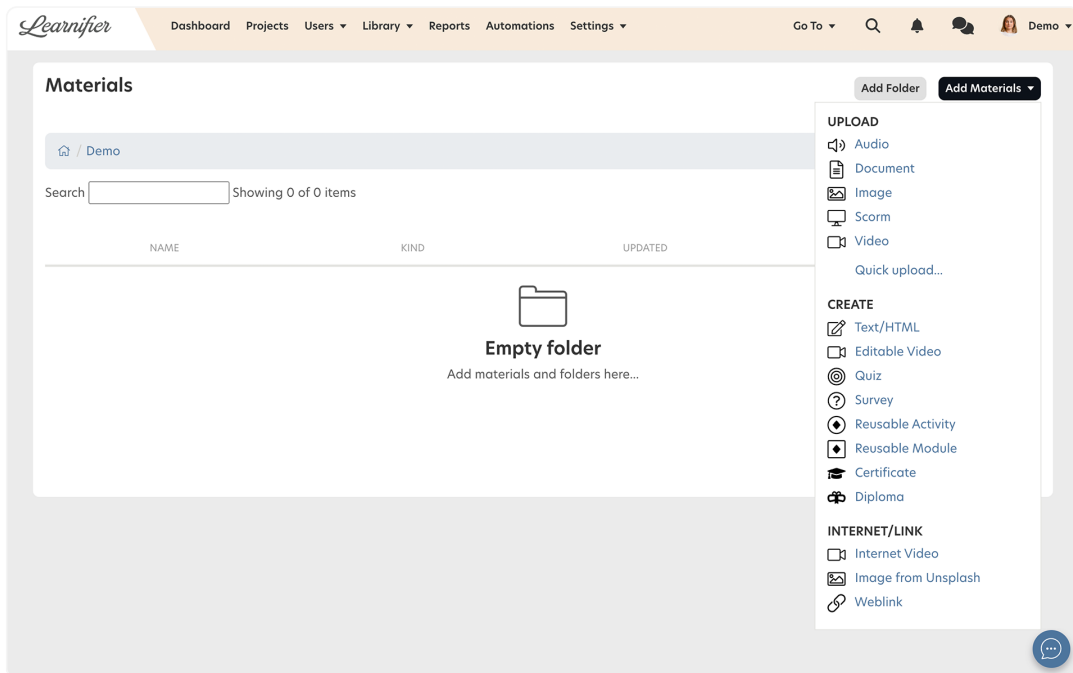 Learnifier
Dashboard Projects Users Library Reports Automations Settings Go To Demo
Materials
Add Folder Add Materials
/ Demo
Search Showing 0 of 0 items
NAME KIND UPDATED
Empty folder
Add materials and folders here...
UPLOAD
Audio
Document
Image
Scorm
Video
Quick upload...
CREATE
Text/HTML
Editable Video
Quiz
Survey
Reusable Activity
Reusable Module
Certificate
Diploma
INTERNET/LINK
Internet Video
Image from Unsplash
Weblink